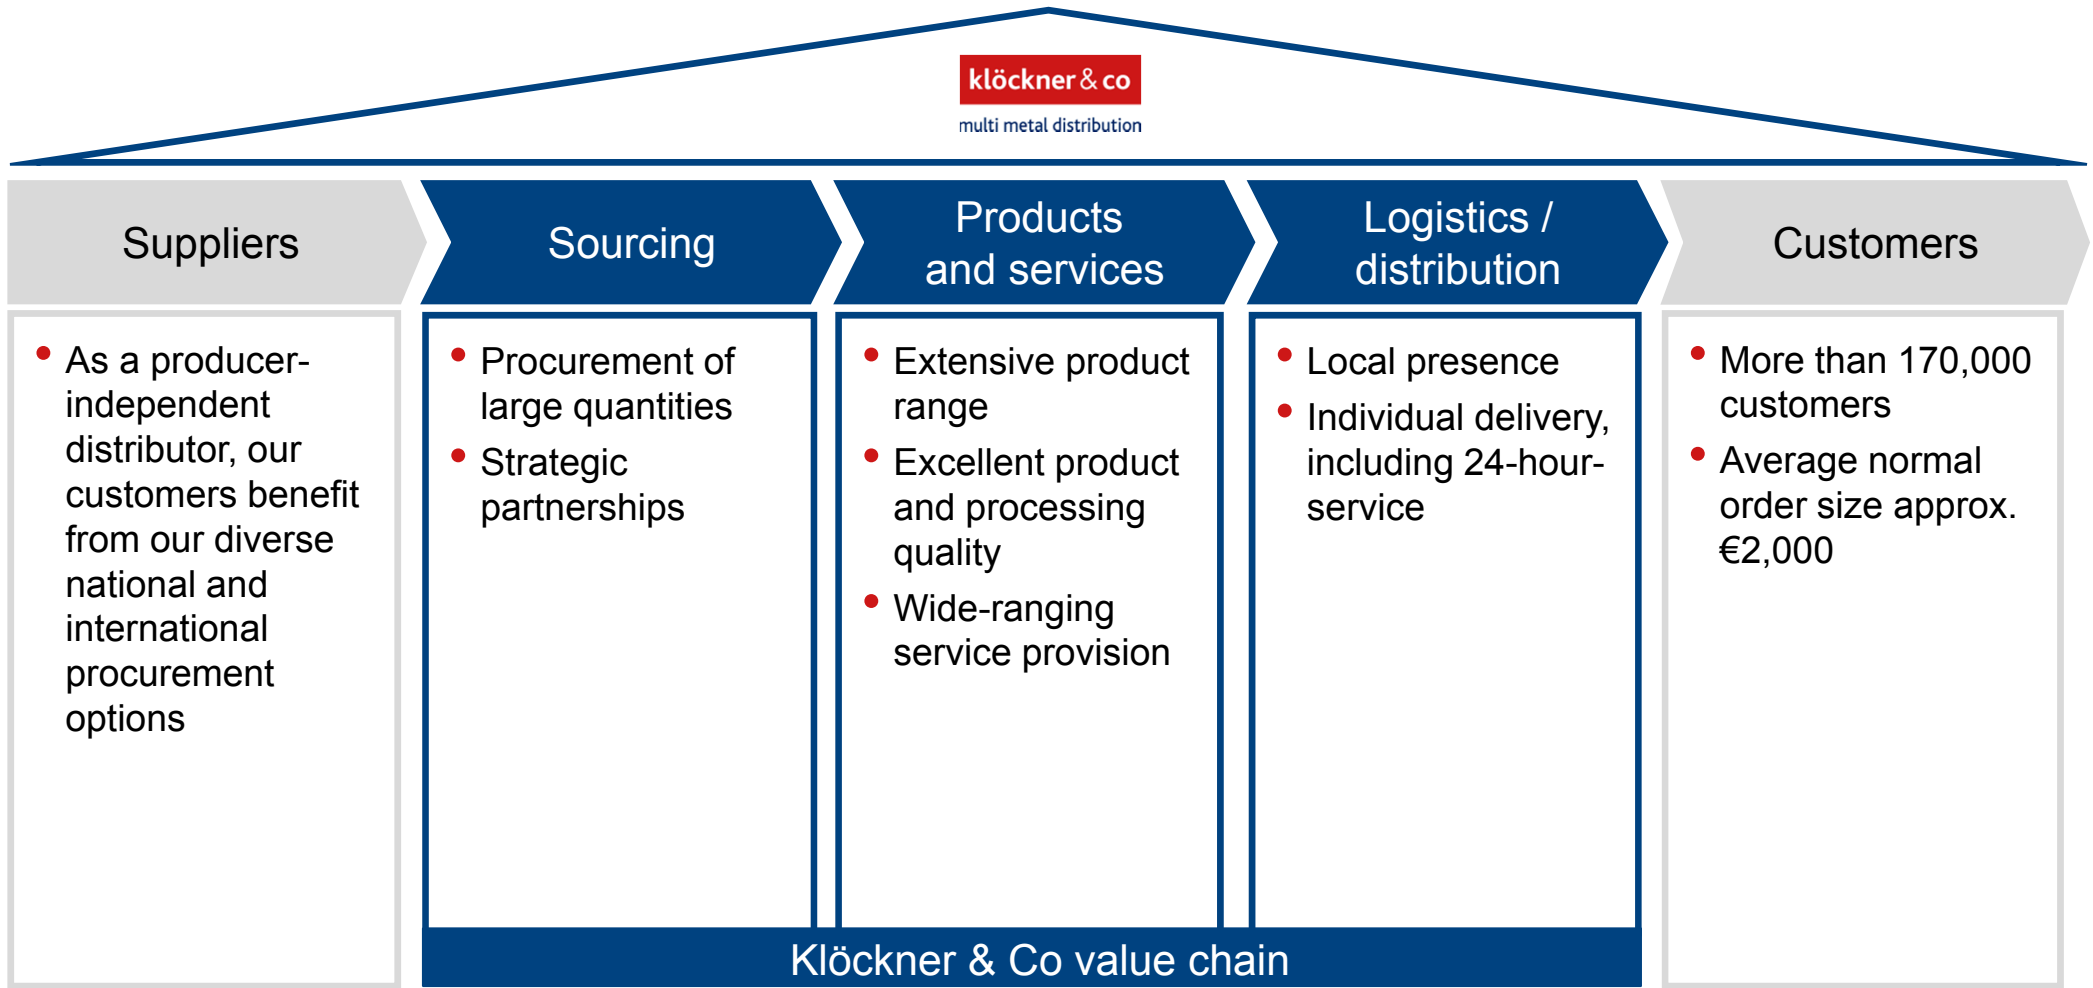 klöckner & co
multi metal distribution
Suppliers
Sourcing
Products
and services
Logistics /
distribution
Customers
• As a producer-
independent
distributor, our
customers benefit
from our diverse
national and
international
procurement
options
• Procurement of
large quantities
• Strategic
partnerships
• Extensive product
range
• Excellent product
and processing
quality
• Wide-ranging
service provision
• Local presence
• Individual delivery,
including 24-hour-
service
• More than 170,000
customers
• Average normal
order size approx.
€2,000
Klöckner & Co value chain